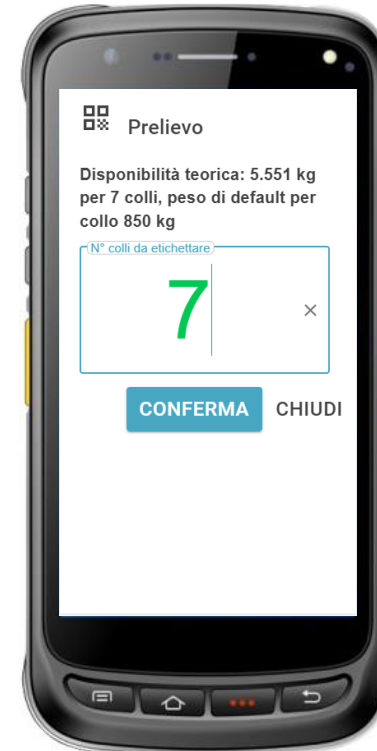 Prelievo
Disponibilità teorica: 5.551 kg
per 7 colli, peso di default per
collo 850 kg
N° colli da etichettare
7
CONFERMA CHIUDI